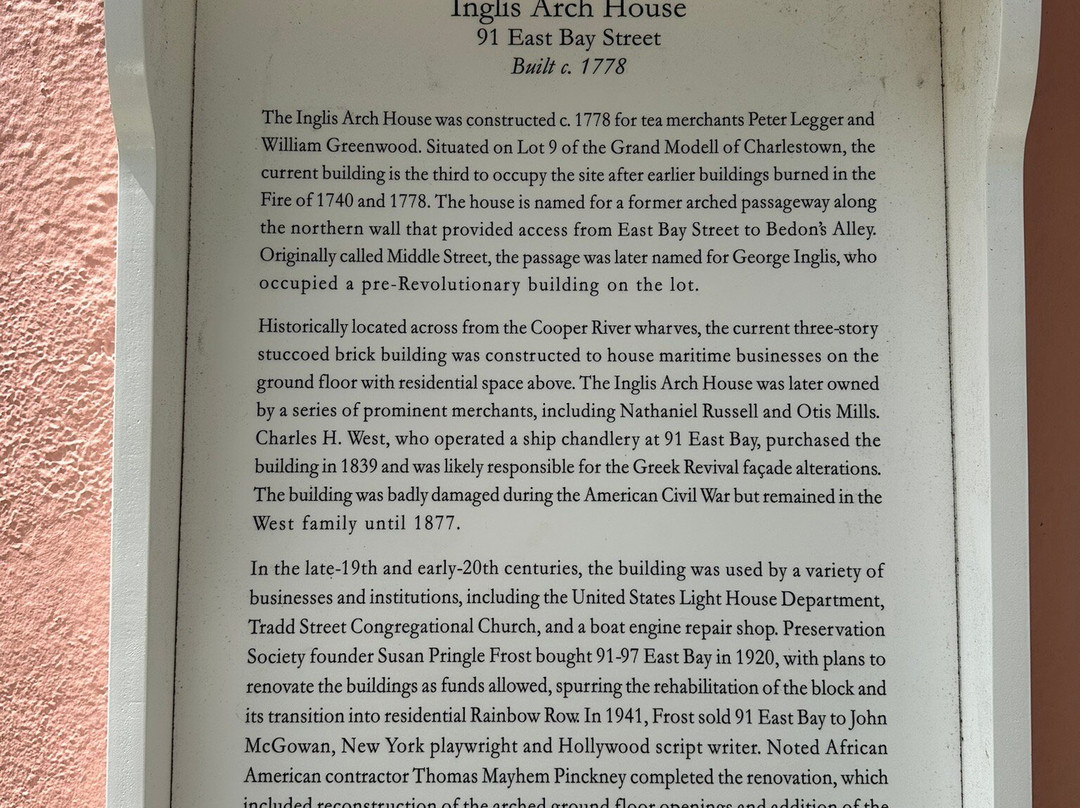 Inglis Arch House
91 East Bay Street
Built c. 1778
The Inglis Arch House was constructed c. 1778 for tea merchants Peter Legger and
William Greenwood. Situated on Lot 9 of the Grand Modell of Charlestown, the
current building is the third to occupy the site after earlier buildings burned in the
Fire of 1740 and 1778. The house is named for a former arched passageway along
the northern wall that provided access from East Bay Street to Bedon's Alley.
Originally called Middle Street, the passage was later named for George Inglis, who
occupied a pre-Revolutionary building on the lot.
Historically located across from the Cooper River wharves, the current three-story
stuccoed brick building was constructed to house maritime businesses on the
ground floor with residential space above. The Inglis Arch House was later owned
by a series of prominent merchants, including Nathaniel Russell and Otis Mills.
Charles H. West, who operated a ship chandlery at 91 East Bay, purchased the
building in 1839 and was likely responsible for the Greek Revival façade alterations.
The building was badly damaged during the American Civil War but remained in the
West family until 1877.
In the late-19th and early-20th centuries, the building was used by a variety of
businesses and institutions, including the United States Light House Department,
Tradd Street Congregational Church, and a boat engine repair shop. Preservation
Society founder Susan Pringle Frost bought 91-97 East Bay in 1920, with plans to
renovate the buildings as funds allowed, spurring the rehabilitation of the block and
its transition into residential Rainbow Row. In 1941, Frost sold 91 East Bay to John
McGowan, New York playwright and Hollywood script writer. Noted African
American contractor Thomas Mayhem Pinckney completed the renovation, which
included reconstruction of the arched ground floor openings and addition of the